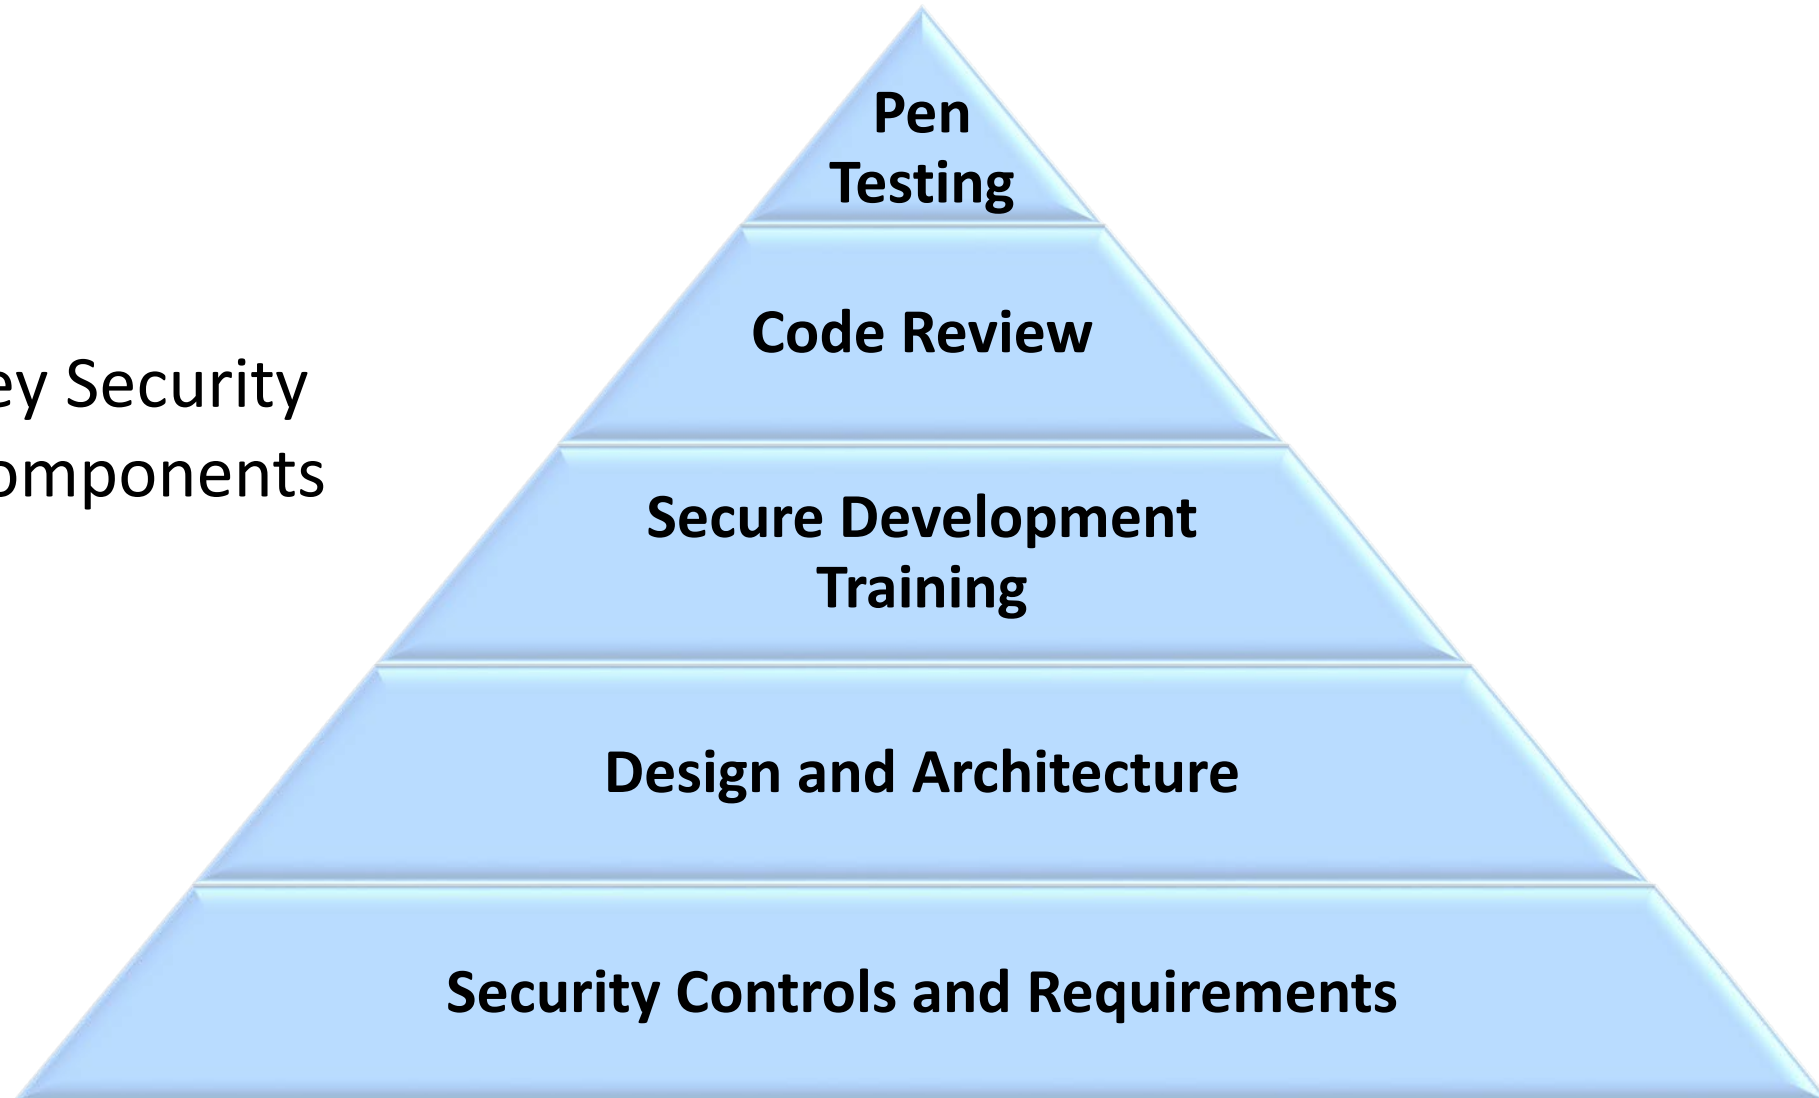 Pen
Testing
Code Review
ey Security
omponents
Secure Development
Training
Design and Architecture
Security Controls and Requirements